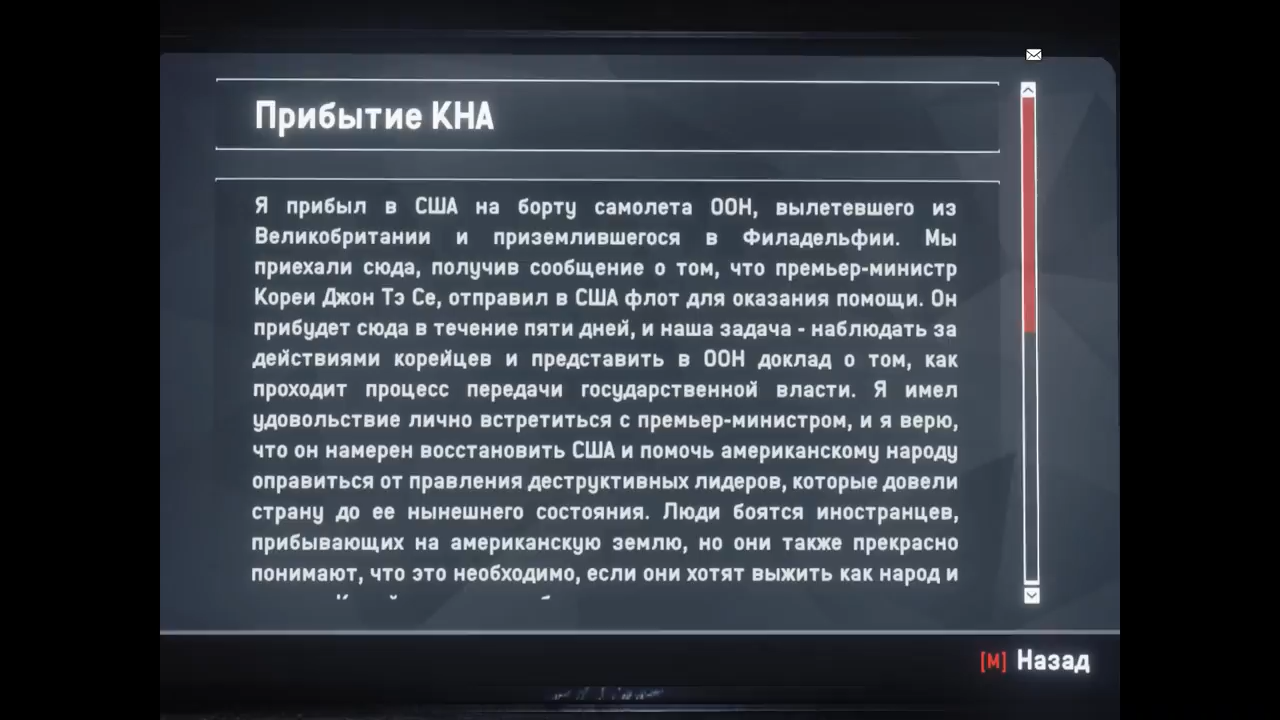 Прибытие КНА
Я прибыл в США на борту самолета ООН, вылетевшего из
Великобритании и приземлившегося в Филадельфии. Мы
приехали сюда, получив сообщение о том, что премьер-министр
Кореи Джон Тэ Се, отправил в США флот для оказания помощи. Он
прибудет сюда в течение пяти дней, и наша задача - наблюдать за
действиями корейцев и представить в ООН доклад о том, как
проходит процесс передачи государственной власти. Я имел
удовольствие лично встретиться с премьер-министром, и я верю,
что он намерен восстановить США и помочь американскому народу
оправиться от правления деструктивных лидеров, которые довели
страну до ее нынешнего состояния. Люди боятся иностранцев,
прибывающих на американскую землю, но они также прекрасно
понимают, что это необходимо, если они хотят выжить как народ и
[М] Назад